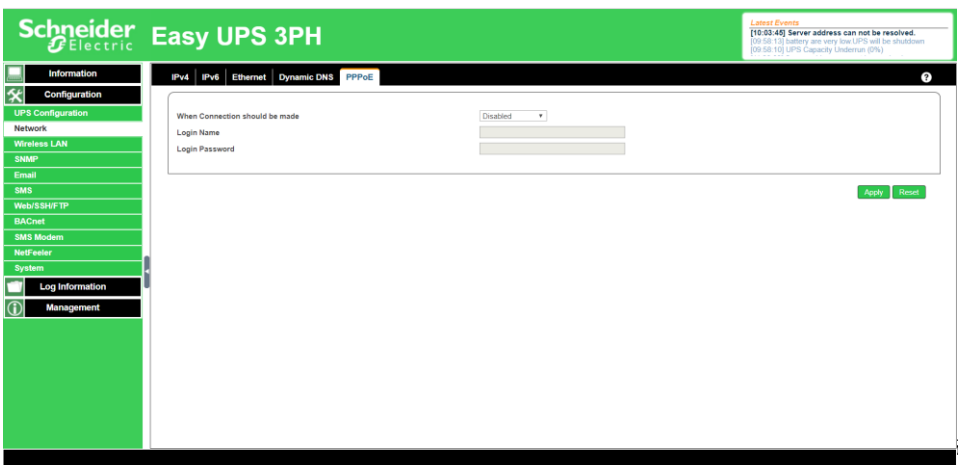 Schneider Electric
Easy UPS 3PH
Latest Events
[10:03:45] Server address can not be resolved.
[09:58:13] battery are very low UPS will be shutdown
[09:58:10] UPS Capacity Underrun (0%)
Information
Configuration
UPS Configuration
Network
Wireless LAN
SNMP
Email
SMS
Web/SSH/FTP
BACnet
SMS Modem
NetFeeler
System
Log Information
Management
IPv4 IPv6 Ethernet Dynamic DNS PPPoE ?
When Connection should be made Disabled
Login Name
Login Password
Apply Reset